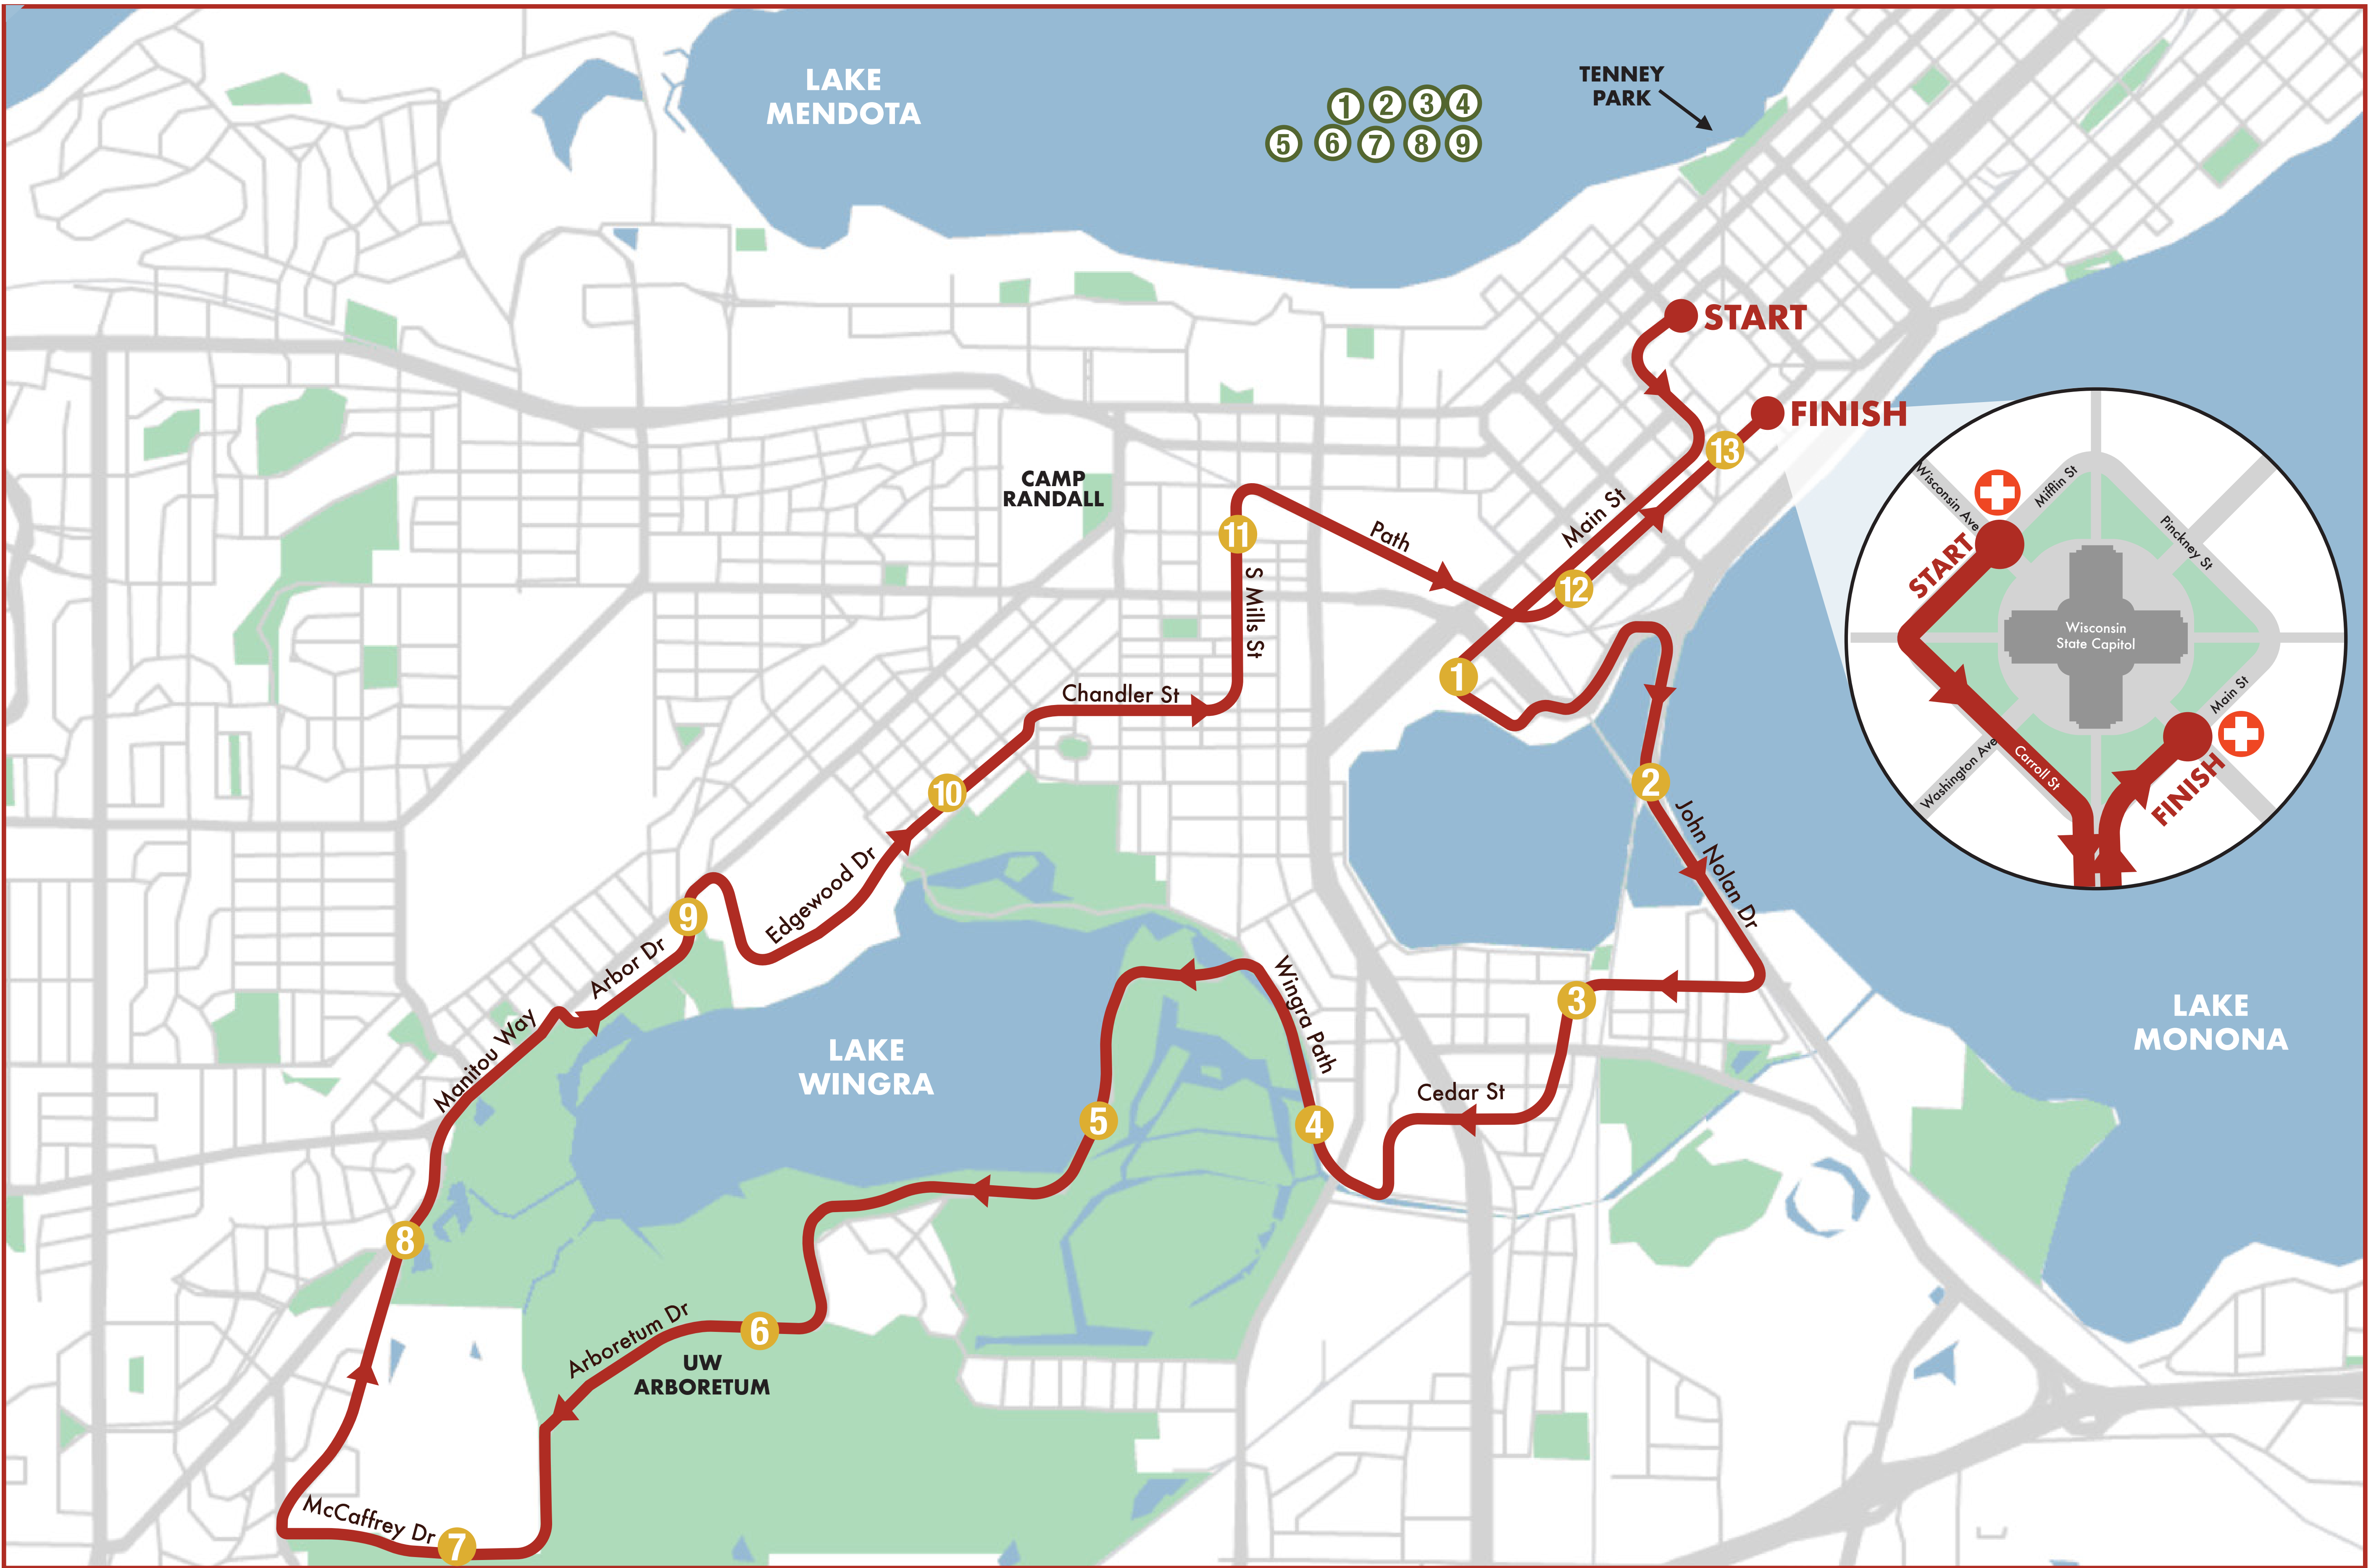 LAKE
MENDOTA
1 2 3 4
5 6 7 8 9
TENNEY
PARK
START
FINISH
13
CAMP
RANDALL
11
Path
Main St
12
S Mills St
1
Chandler St
2
John Nolan Dr
10
Edgewood Dr
9
Arbor Dr
Manitou Way
LAKE
WINGRA
Wingra Path
3
Cedar St
4
5
LAKE
MONONA
8
Arboretum Dr
6
UW
ARBORETUM
McCaffrey Dr
7
Wisconsin Ave
Mifflin St
Pinckney St
START
Wisconsin
State Capitol
Main St
Washington Ave
Carroll St
FINISH